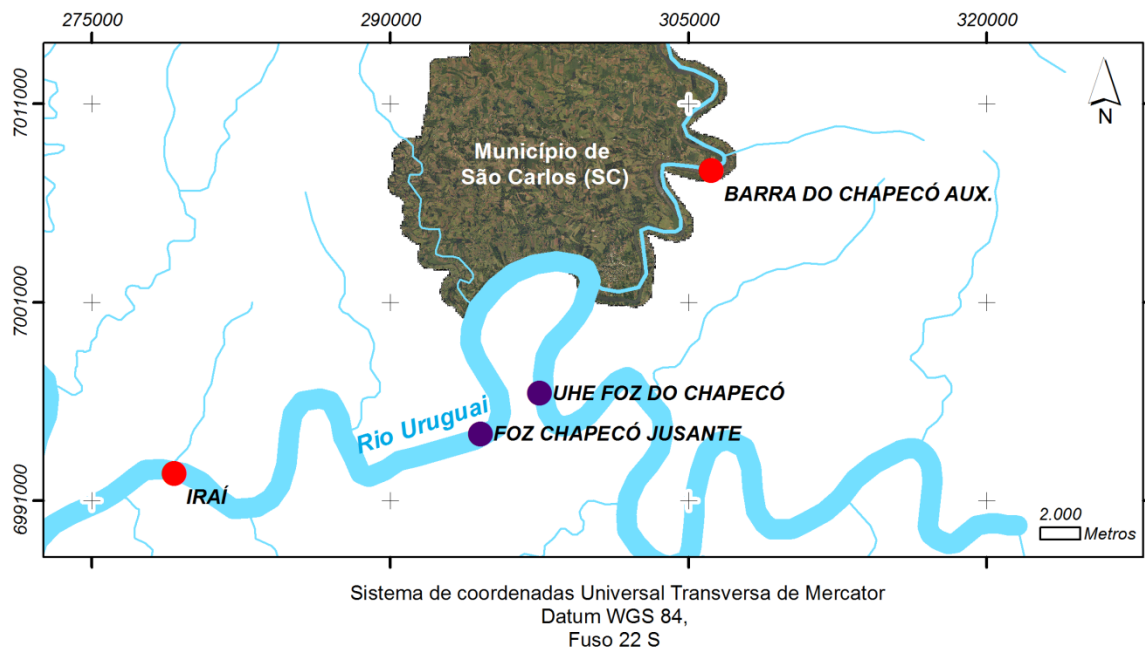 275000
290000
305000
320000
7011000
7001000
6991000
N
Município de
São Carlos (SC)
BARRA DO CHAPECÓ AUX.
UHE FOZ DO CHAPECÓ
Rio Uruguai
FOZ CHAPECÓ JUSANTE
IRAÍ
2.000
Metros
Sistema de coordenadas Universal Transversa de Mercator
Datum WGS 84,
Fuso 22 S